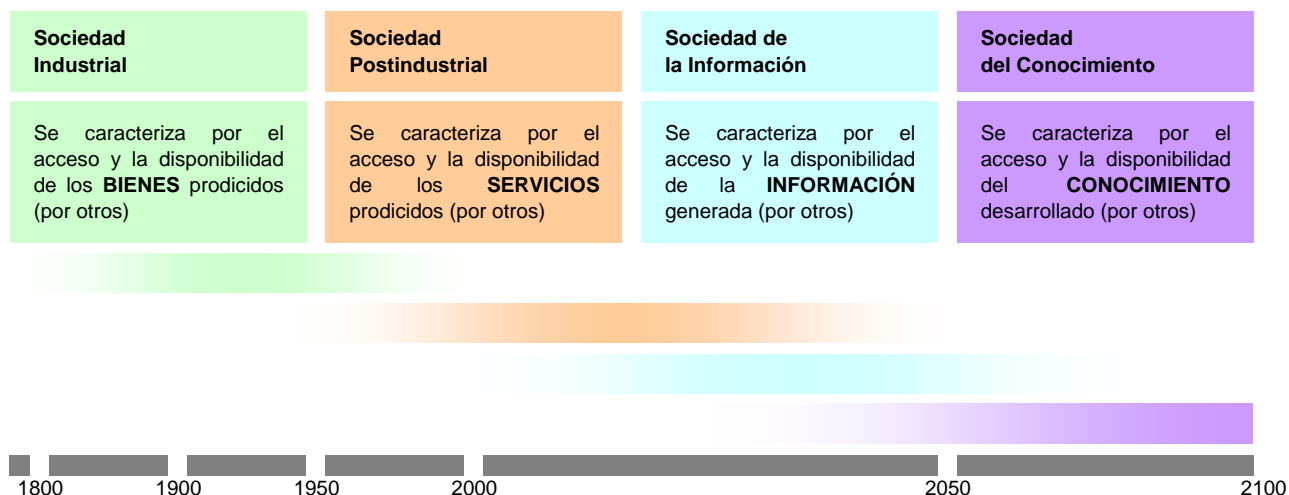 Sociedad
Industrial
Sociedad
Postindustrial
Sociedad de
la Información
Sociedad
del Conocimiento
Se caracteriza por el
acceso y la disponibilidad
de los BIENES prodicidos
(por otros)
Se caracteriza por el
acceso y la disponibilidad
de los SERVICIOS
prodicidos (por otros)
Se caracteriza por el
acceso y la disponibilidad
de la INFORMACIÓN
generada (por otros)
Se caracteriza por el
acceso y la disponibilidad
del CONOCIMIENTO
desarrollado (por otros)
1800 1900 1950 2000 2050 2100